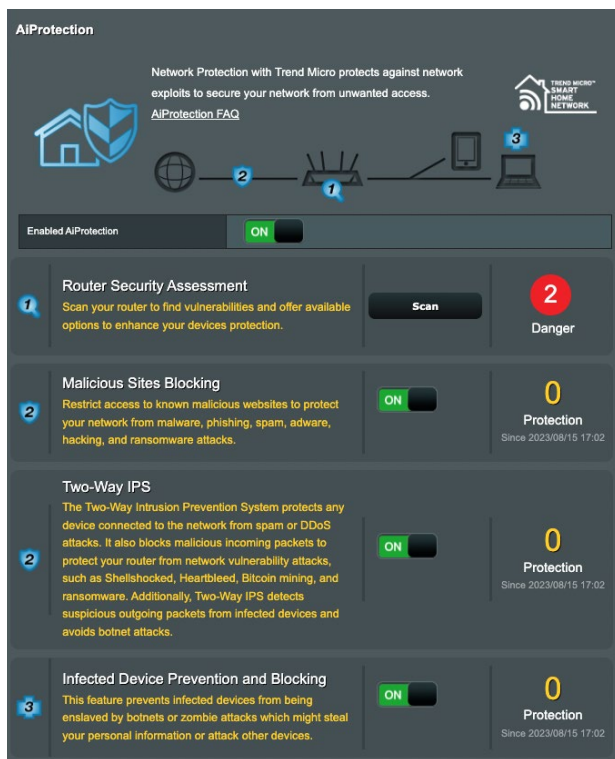 AiProtection
Network Protection with Trend Micro protects against network
exploits to secure your network from unwanted access.
AiProtection FAQ
TREND MICRO™
SMART
HOME
NETWORK
3
2
1
Enabled AiProtection
ON
1
Router Security Assessment
Scan your router to find vulnerabilities and offer available
options to enhance your devices protection.
Scan
2
Danger
2
Malicious Sites Blocking
Restrict access to known malicious websites to protect
your network from malware, phishing, spam, adware,
hacking, and ransomware attacks.
ON
0
Protection
Since 2023/08/15 17:02
2
Two-Way IPS
The Two-Way Intrusion Prevention System protects any
device connected to the network from spam or DDoS
attacks. It also blocks malicious incoming packets to
protect your router from network vulnerability attacks,
such as Shellshocked, Heartbleed, Bitcoin mining, and
ransomware. Additionally, Two-Way IPS detects
suspicious outgoing packets from infected devices and
avoids botnet attacks.
ON
0
Protection
Since 2023/08/15 17:02
3
Infected Device Prevention and Blocking
This feature prevents infected devices from being
enslaved by botnets or zombie attacks which might steal
your personal information or attack other devices.
ON
0
Protection
Since 2023/08/15 17:02